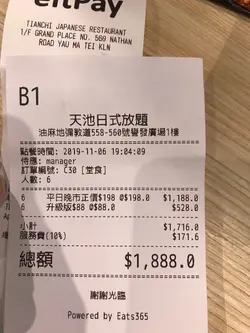 eftPay
TIANCHI JAPANESE RESTAURANT
1/F GRAND PLACE NO. 560 NATHAN
ROAD YAU MA TEI KLN
B1
天池日式放題
油麻地彌敦道558-560號譽發廣場1樓
點餐時間: 2019-11-06 19:04:09
侍應: manager
訂單編號: C30 [堂食]
人數: 6
6 平日晚市正價$198 @$198.0 $1,188.0
6 升級版$88 @$88.0 $528.0
小計 $1,716.0
服務費(10%) $171.6
總額 $1,888.0
謝謝光臨
Powered by Eats365